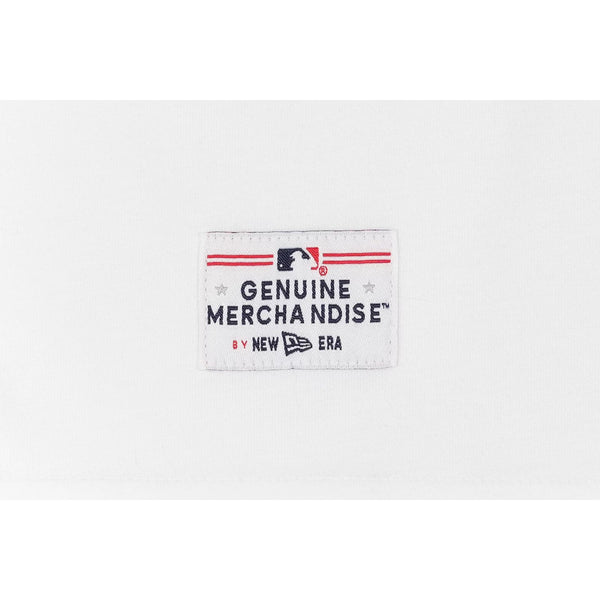 ®
GENUINE
MERCHANDISE™
BY NEW ERA